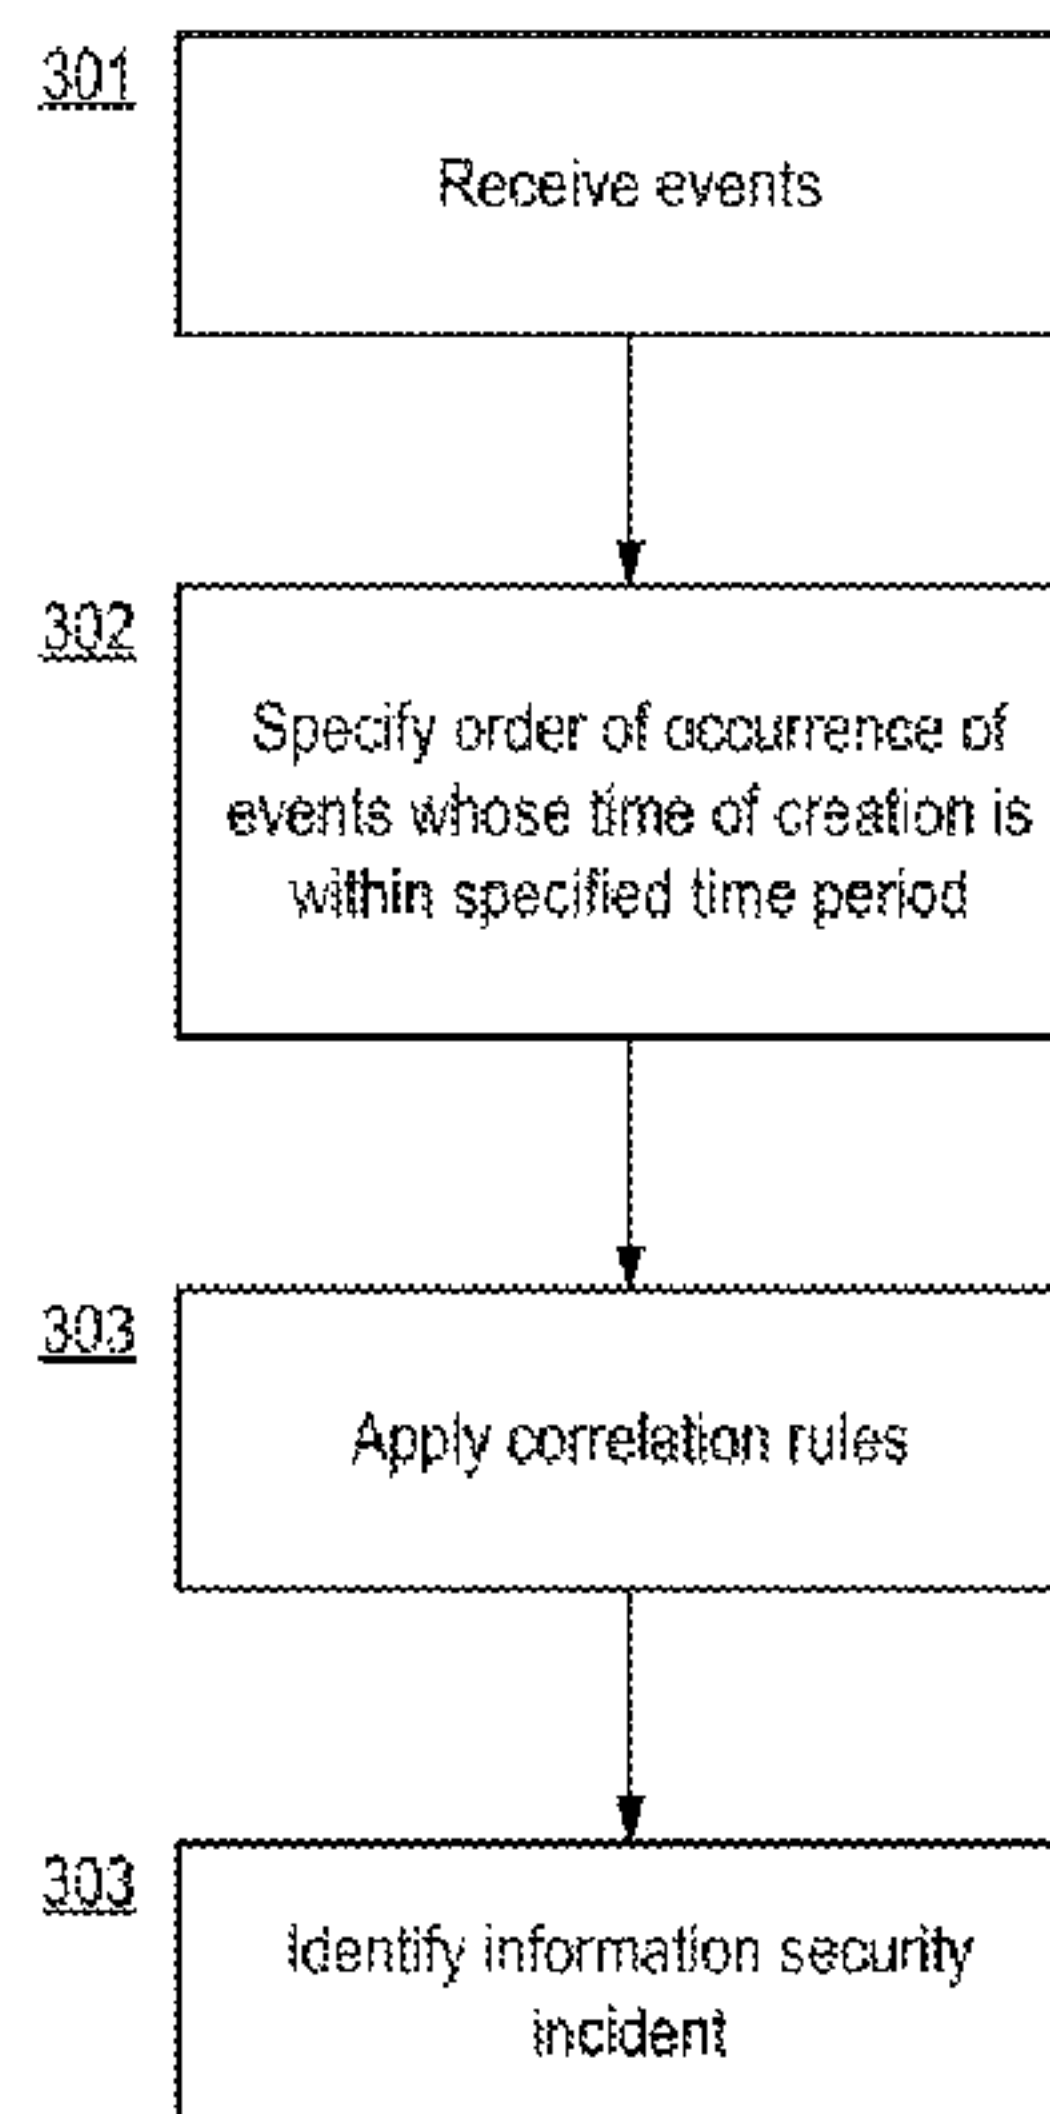 301
Receive events
302
Specify order of occurrence of
events whose time of creation is
within specified time period
303
Apply correlation rules
303
Identify information security
incident